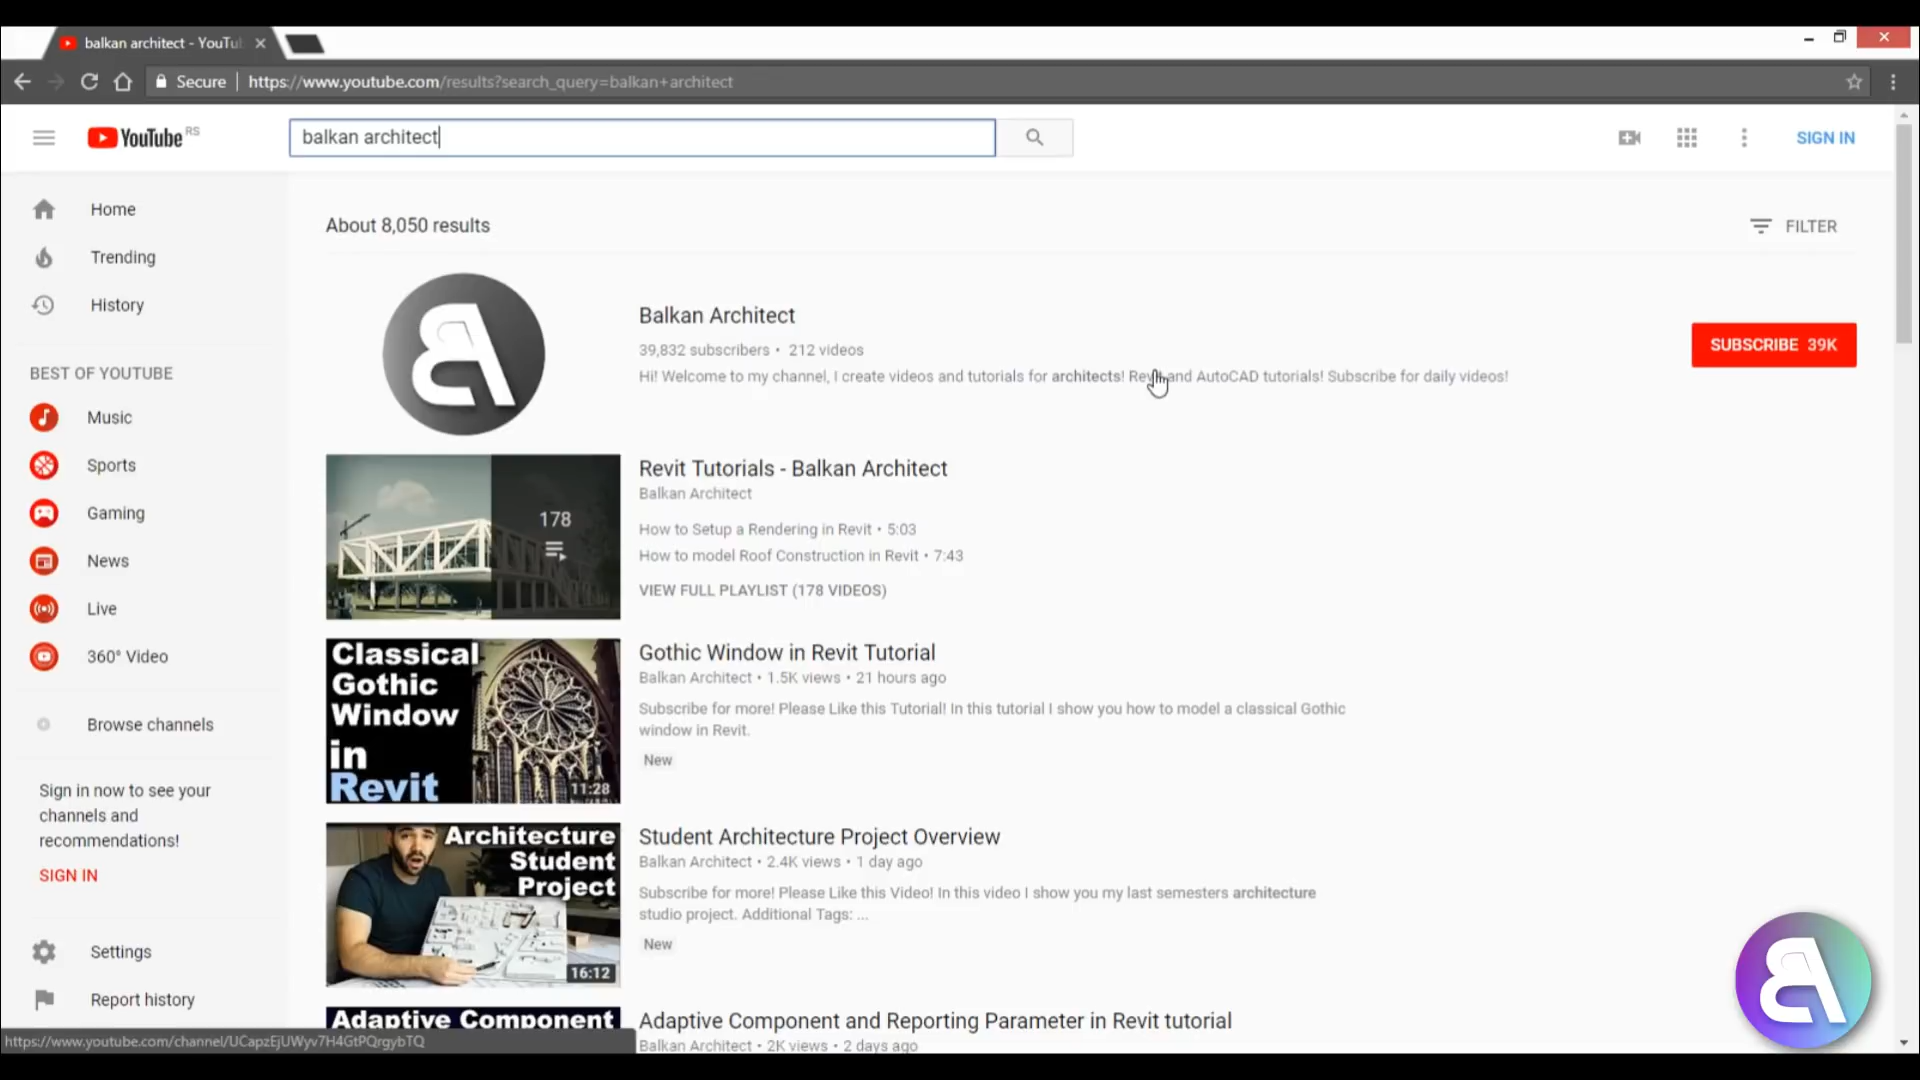 balkan architect - YouTu
Secure
https://www.youtube.com/results?search_query=balkan+architect
YouTube RS
balkan architect
SIGN IN
Home
Trending
History
BEST OF YOUTUBE
Music
Sports
Gaming
News
Live
360° Video
Browse channels
Sign in now to see your
channels and
recommendations!
SIGN IN
Settings
Report history
https://www.youtube.com/channel/UCapzEjUWyv7H4GtPQrgybTQ
About 8,050 results
FILTER
Balkan Architect
39,832 subscribers • 212 videos
Hi! Welcome to my channel, I create videos and tutorials for architects! Revit and AutoCAD tutorials! Subscribe for daily videos!
SUBSCRIBE 39K
178
Revit Tutorials - Balkan Architect
Balkan Architect
How to Setup a Rendering in Revit • 5:03
How to model Roof Construction in Revit • 7:43
VIEW FULL PLAYLIST (178 VIDEOS)
Classical
Gothic
Window
in
Revit
11:28
Gothic Window in Revit Tutorial
Balkan Architect • 1.5K views • 21 hours ago
Subscribe for more! Please Like this Tutorial! In this tutorial I show you how to model a classical Gothic
window in Revit.
New
Architecture
Student
Project
16:12
Student Architecture Project Overview
Balkan Architect • 2.4K views • 1 day ago
Subscribe for more! Please Like this Video! In this video I show you my last semesters architecture
studio project. Additional Tags: ...
New
Adaptive Component
Adaptive Component and Reporting Parameter in Revit tutorial
Balkan Architect • 2K views • 2 days ago